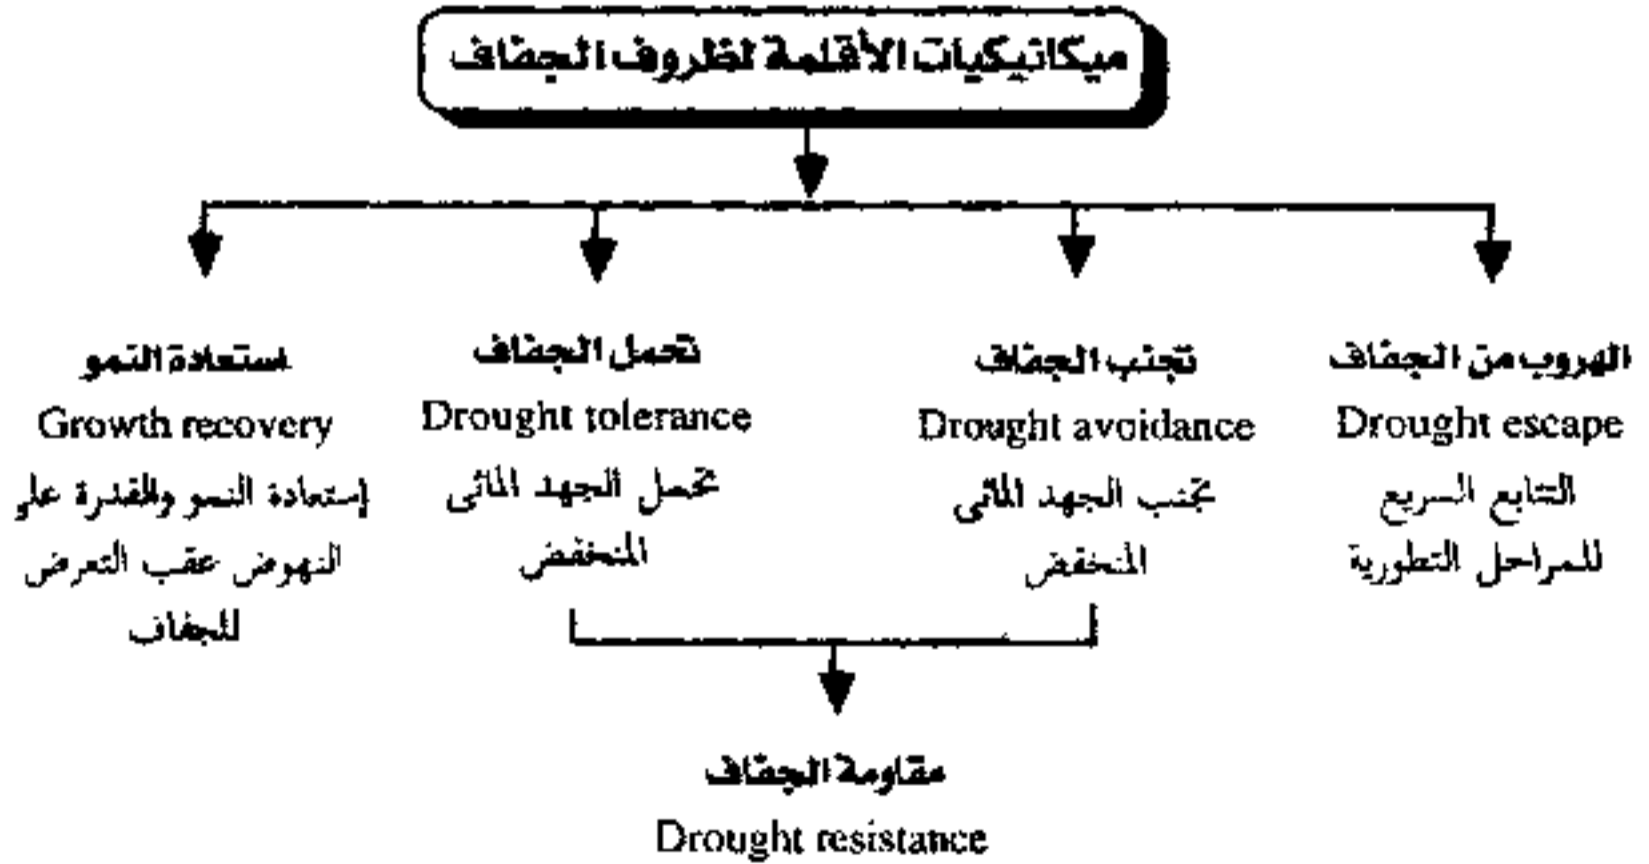 ميكانيكيات الأقلمة لظروف الجفاف
الهروب من الجفاف
Drought escape
التتابع السريع
للمراحل التطورية
تجنب الجفاف
Drought avoidance
تجنب الجهد المائى
المنخفض
تحمل الجفاف
Drought tolerance
تحمل الجهد المائى
المنخفض
استعادة النمو
Growth recovery
إستعادة النمو والمقدرة على
النهوض عقب التعرض
للجفاف
مقاومة الجفاف
Drought resistance